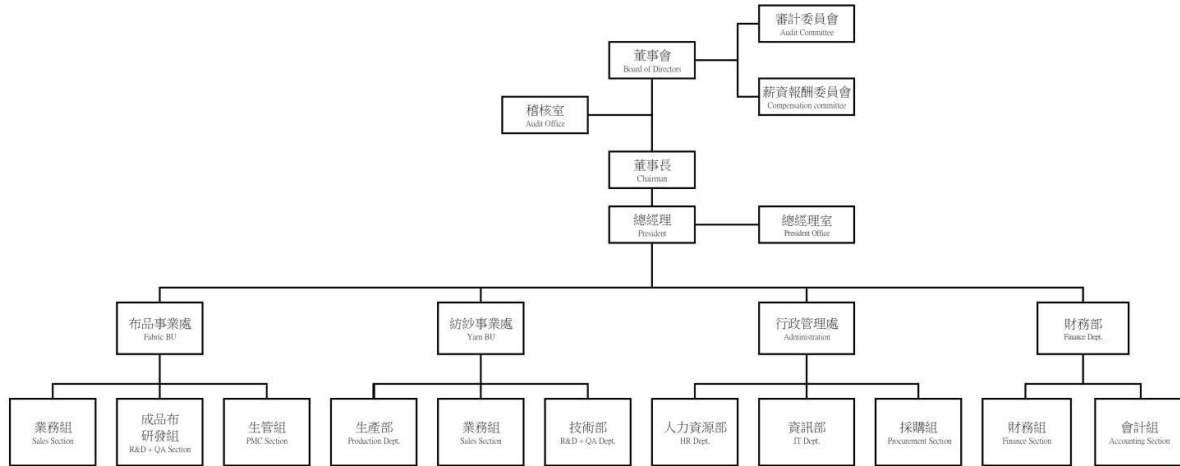 審計委員會
Audit Committee
董事會
Board of Directors
薪資報酬委員會
Compensation committee
稽核室
Audit Office
董事長
Chairman
總經理
President
總經理室
President Office
布品事業處
Fabric BU
紡紗事業處
Yarn BU
行政管理處
Administration
財務部
Finance Dept.
業務組
Sales Section
成品布
研發組
R&D + QA Section
生管組
PMC Section
生產部
Production Dept.
業務組
Sales Section
技術部
R&D + QA Dept.
人力資源部
HR Dept.
資訊部
IT Dept.
採購組
Procurement Section
財務組
Finance Section
會計組
Accounting Section